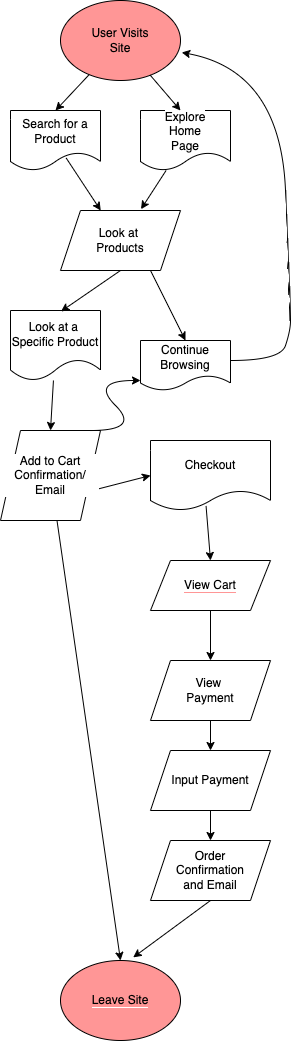 User Visits
Site
Search for a
Product
Explore
Home
Page
Look at
Products
Look at a
Specific Product
Continue
Browsing
Add to Cart
Confirmation/
Email
Checkout
View Cart
View
Payment
Input Payment
Order
Confirmation
and Email
Leave Site